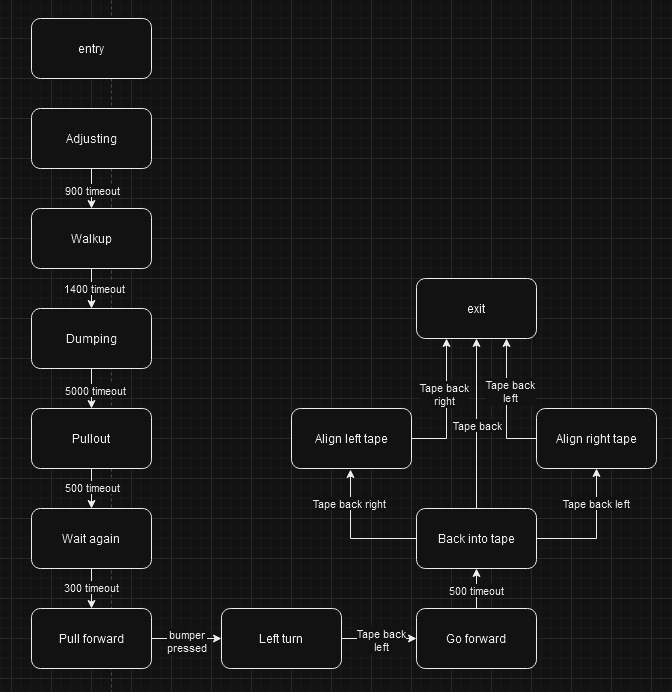 entry
Adjusting
900 timeout
Walkup
1400 timeout
exit
Dumping
5000 timeout
Tape back
right
Tape back
left
Align left tape
Tape back
Align right tape
Pullout
500 timeout
Tape back right
Tape back left
Wait again
Back into tape
300 timeout
500 timeout
Pull forward
bumper
pressed
Left turn
Tape back
left
Go forward